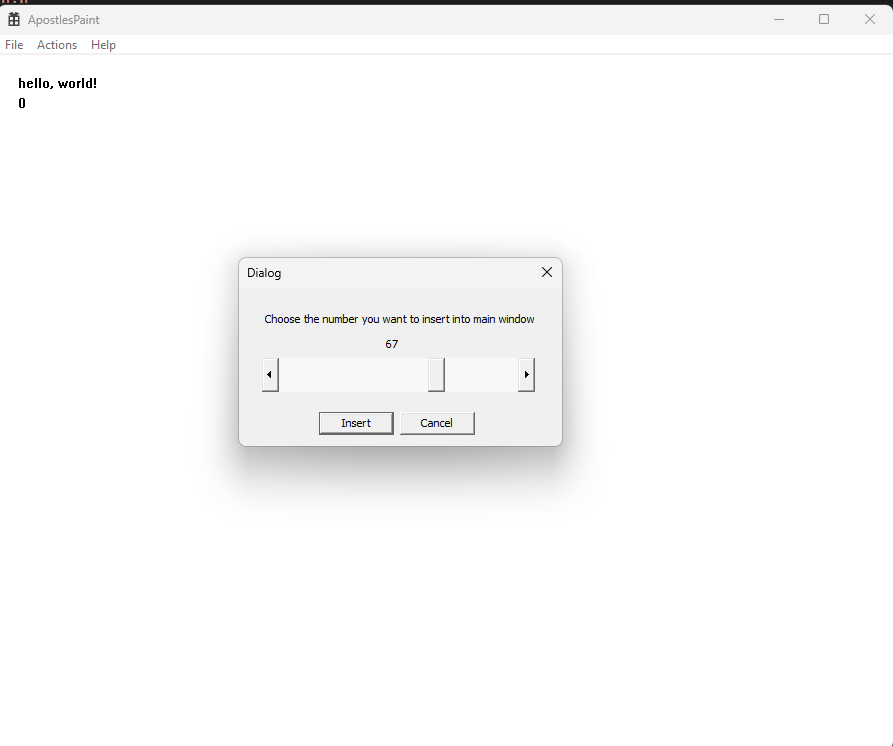 ApostlesPaint
File Actions Help
hello, world!
0
Dialog
Choose the number you want to insert into main window
67
Insert Cancel